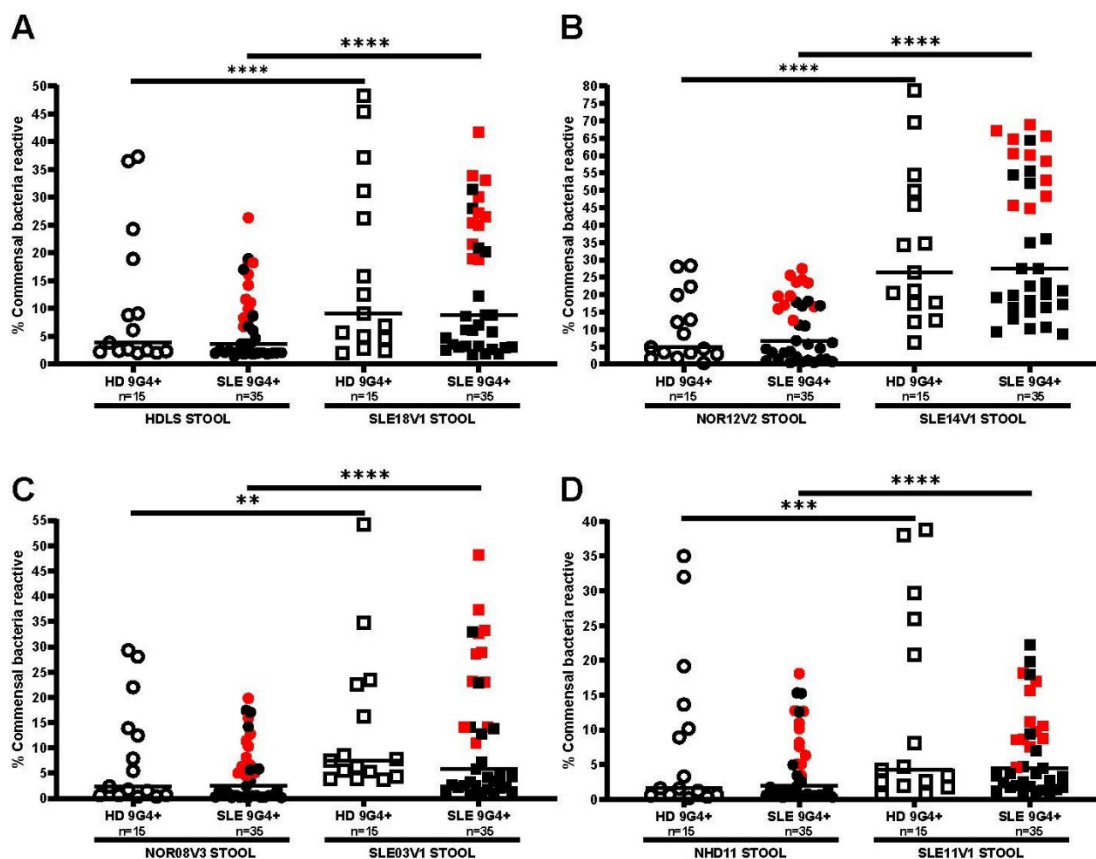 A
****
****
% Commensal bacteria reactive
50
45
40
35
30
25
20
15
10
5
0
HD 9G4+ SLE 9G4+ HD 9G4+ SLE 9G4+
n=15 n=35 n=15 n=35
HDLS STOOL SLE18V1 STOOL
B
****
****
% Commensal bacteria reactive
80
75
70
65
60
55
50
45
40
35
30
25
20
15
10
5
0
HD 9G4+ SLE 9G4+ HD 9G4+ SLE 9G4+
n=15 n=35 n=15 n=35
NOR12V2 STOOL SLE14V1 STOOL
C
****
**
% Commensal bacteria reactive
55
50
45
40
35
30
25
20
15
10
5
0
HD 9G4+ SLE 9G4+ HD 9G4+ SLE 9G4+
n=15 n=35 n=15 n=35
NOR08V3 STOOL SLE03V1 STOOL
D
****
***
% Commensal bacteria reactive
40
35
30
25
20
15
10
5
0
HD 9G4+ SLE 9G4+ HD 9G4+ SLE 9G4+
n=15 n=35 n=15 n=35
NHD11 STOOL SLE11V1 STOOL